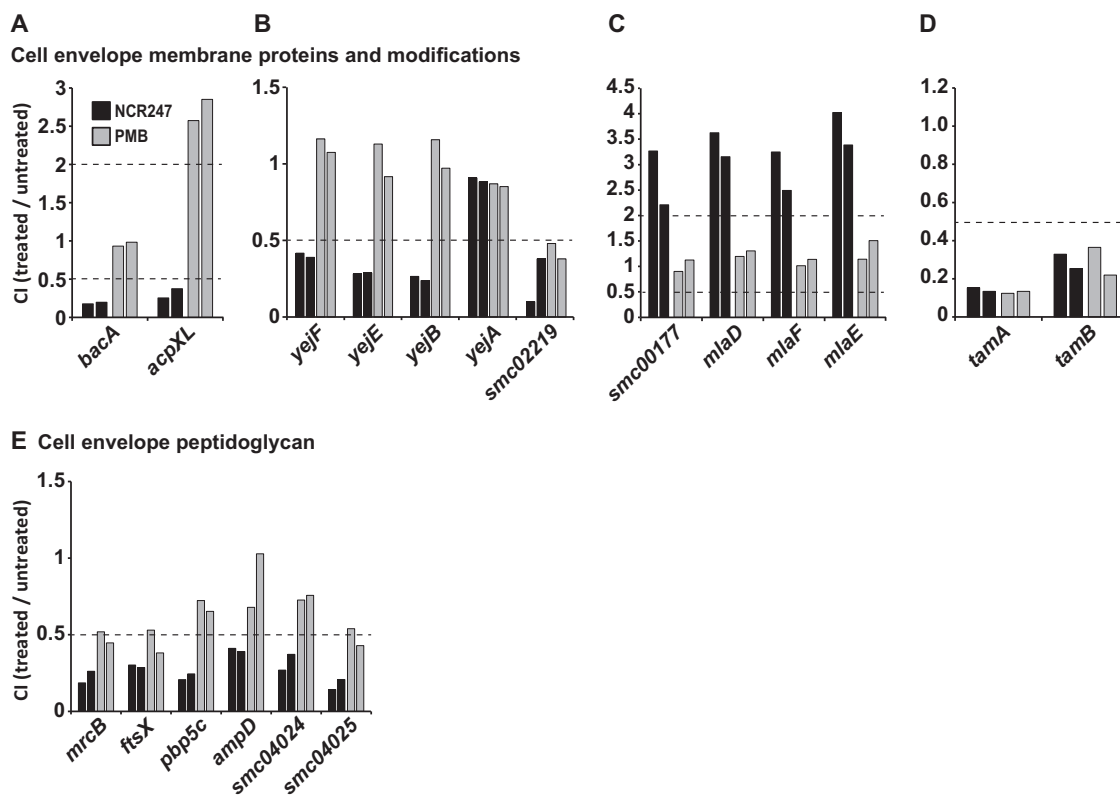 A
B
C
D
Cell envelope membrane proteins and modifications
CI (treated / untreated)
3
2.5
2
1.5
1
0.5
0
NCR247
PMB
bacA
acpXL
1.5
1
0.5
0
yejF
yejE
yejB
yejA
smc02219
4.5
4
3.5
3
2.5
2
1.5
1
0.5
0
smc00177
mlaD
mlaF
mlaE
1.2
1.0
0.8
0.6
0.4
0.2
0
tamA
tamB
E Cell envelope peptidoglycan
CI (treated / untreated)
1.5
1
0.5
0
mrcB
ftsX
pbp5c
ampD
smc04024
smc04025